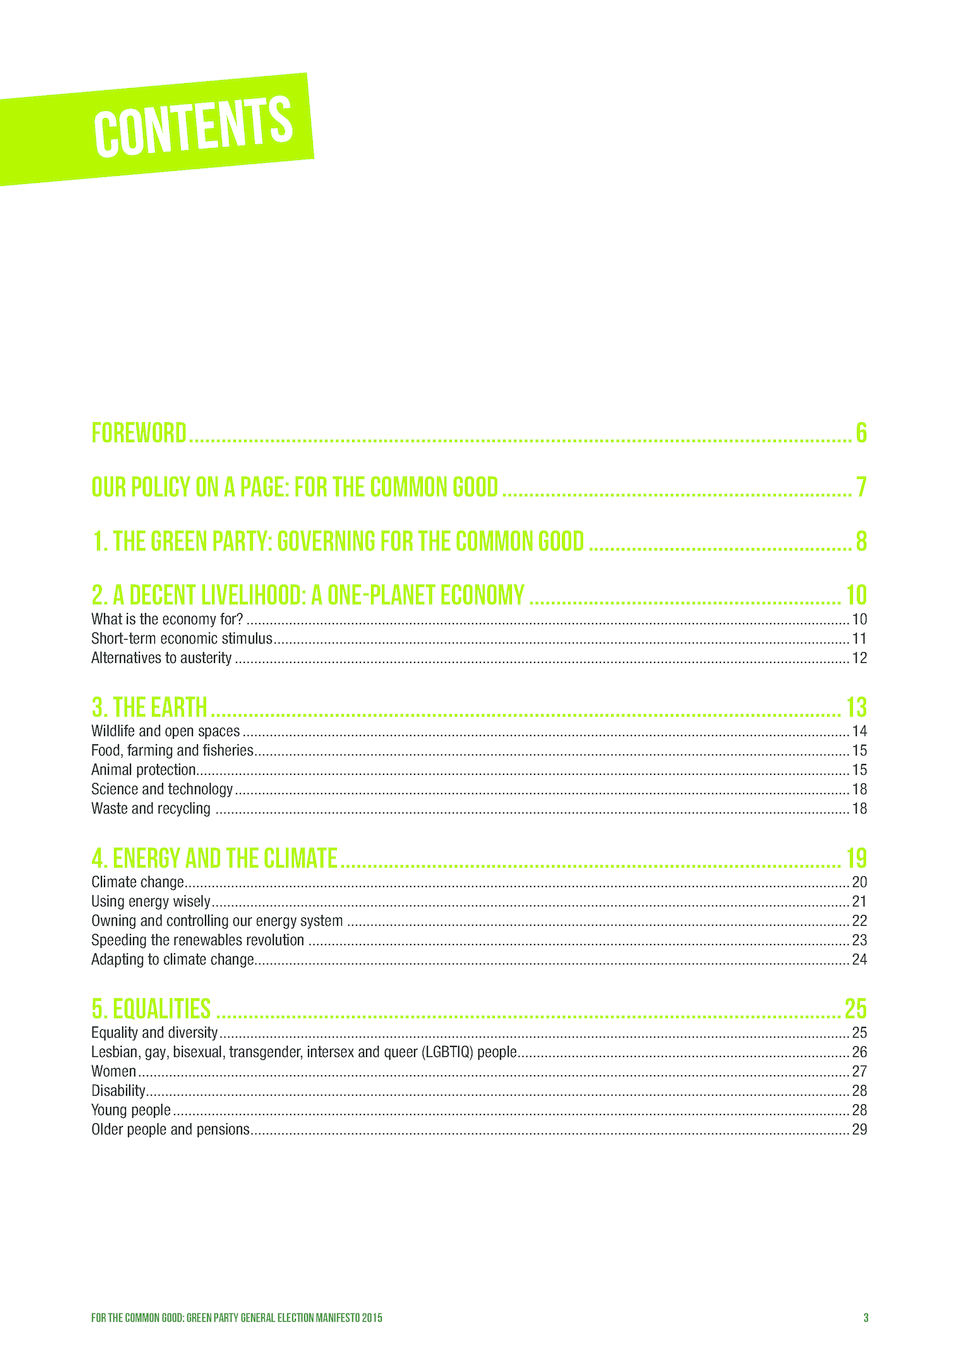 CONTENTS
FOREWORD 6
OUR POLICY ON A PAGE: FOR THE COMMON GOOD 7
1. THE GREEN PARTY: GOVERNING FOR THE COMMON GOOD 8
2. A DECENT LIVELIHOOD: A ONE-PLANET ECONOMY 10
What is the economy for? 10
Short-term economic stimulus 11
Alternatives to austerity 12
3. THE EARTH 13
Wildlife and open spaces 14
Food, farming and fisheries 15
Animal protection 15
Science and technology 18
Waste and recycling 18
4. ENERGY AND THE CLIMATE 19
Climate change 20
Using energy wisely 21
Owning and controlling our energy system 22
Speeding the renewables revolution 23
Adapting to climate change 24
5. EQUALITIES 25
Equality and diversity 25
Lesbian, gay, bisexual, transgender, intersex and queer (LGBTIQ) people 26
Women 27
Disability 28
Young people 28
Older people and pensions 29
FOR THE COMMON GOOD: GREEN PARTY GENERAL ELECTION MANIFESTO 2015 3